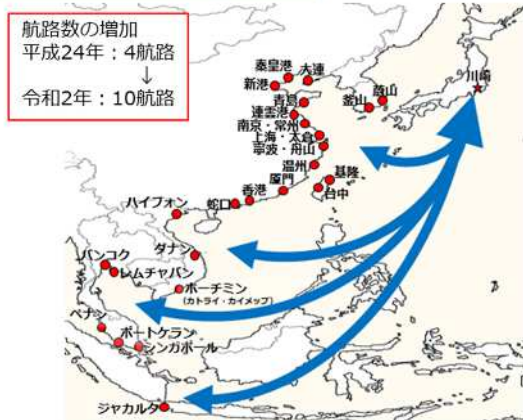 航路数の増加
平成24年：4航路
↓
令和2年：10航路
秦皇港
大連
新港
青島
連雲港
南京・常州
上海・太倉
寧波・舟山
温州
厦門
香港
蛇口
基隆
台中
釜山
蔚山
川崎
ハイフォン
ダナン
バンコク
レムチャバン
ホーチミン
(カトライ・カイメップ)
ペナン
ポートケラン
シンガポール
ジャカルタ